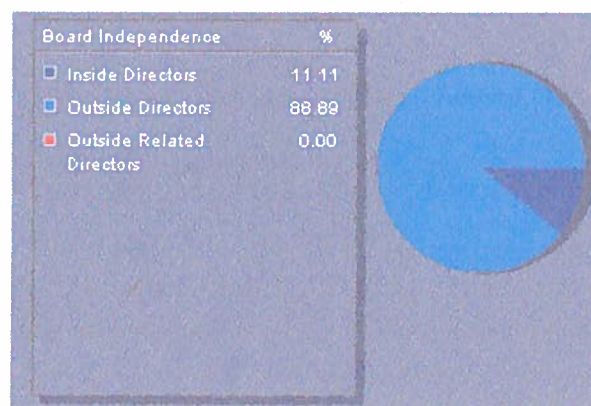 Board Independence %
Inside Directors 11.11
Outside Directors 88.89
Outside Related 0.00
Directors